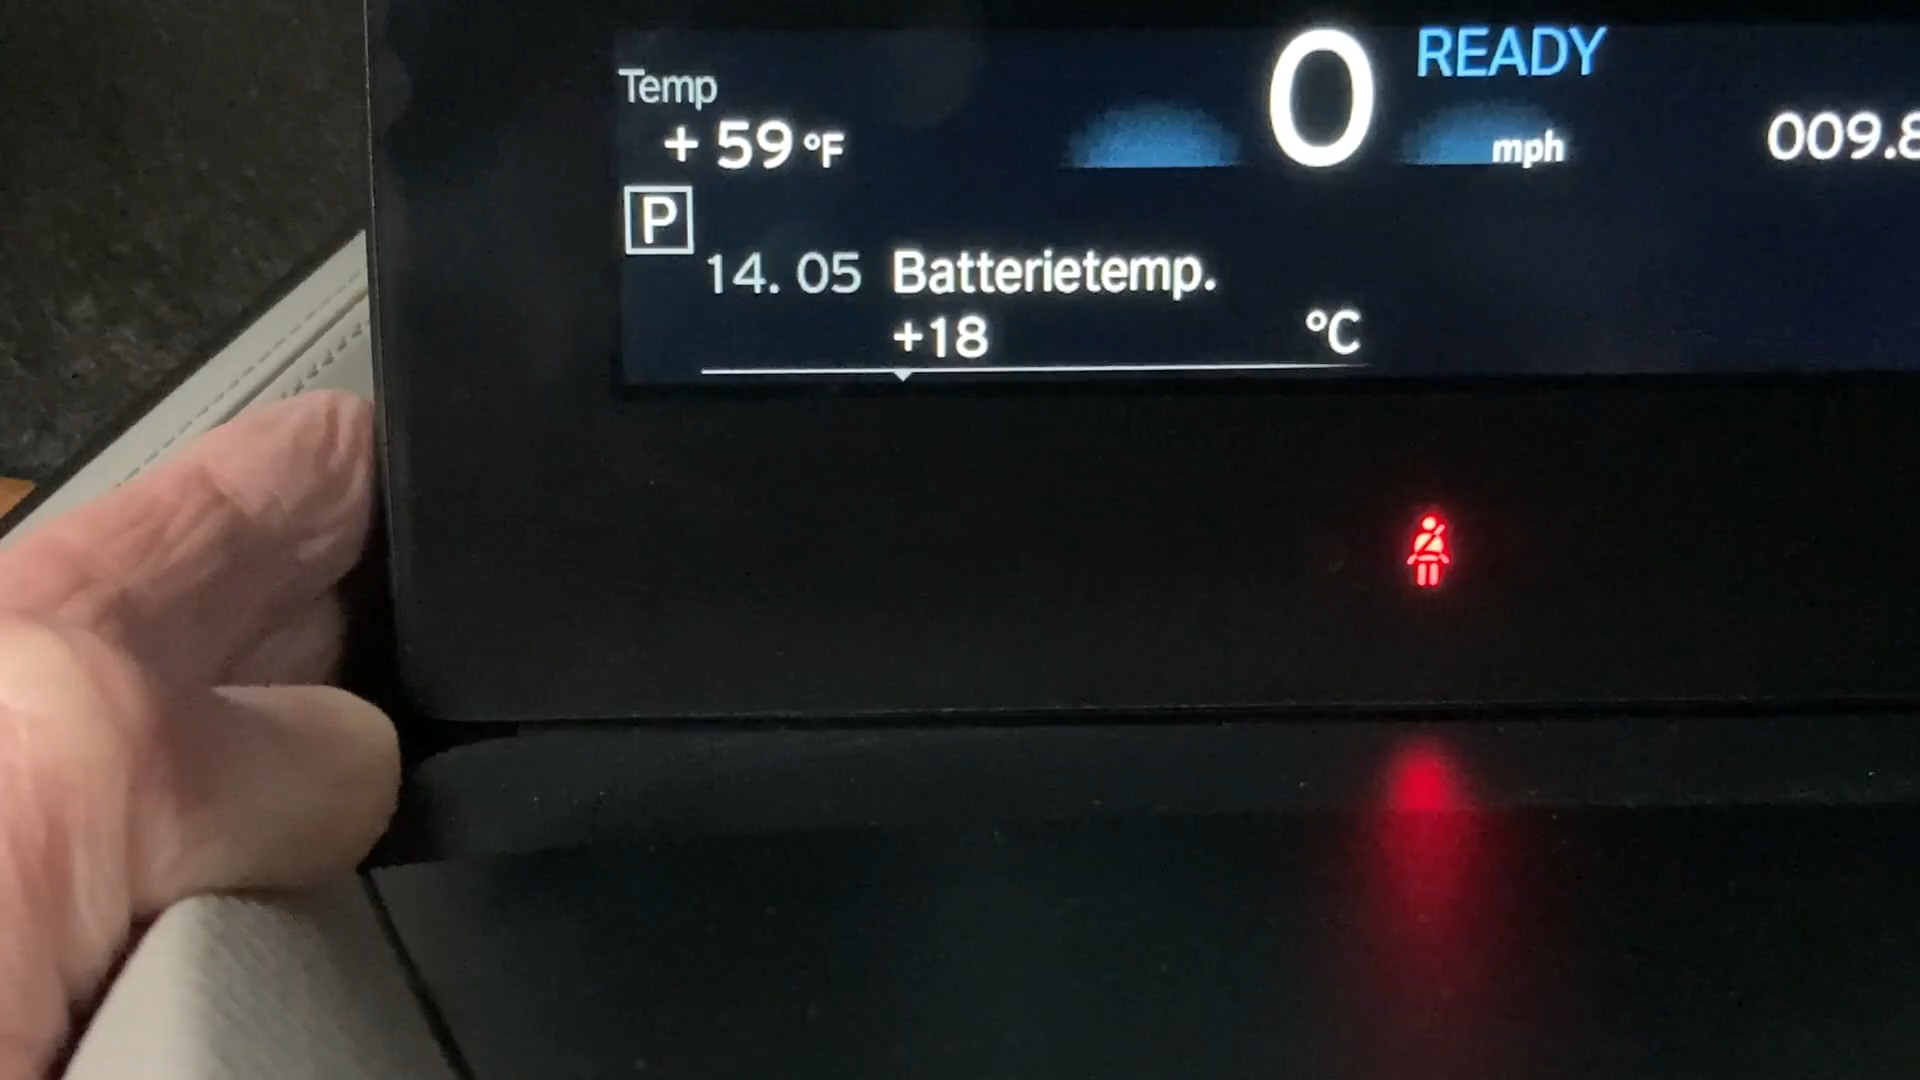 READY
Temp
0
+ 59 °F
mph
009.8
P
14. 05 Batterietemp.
+18 °C